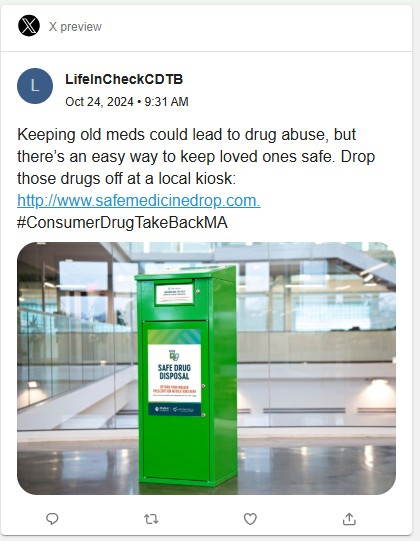 X preview
L
LifeInCheckCDTB
Oct 24, 2024 • 9:31 AM
Keeping old meds could lead to drug abuse, but
there's an easy way to keep loved ones safe. Drop
those drugs off at a local kiosk:
http://www.safemedicinedrop.com.
#ConsumerDrugTakeBackMA
SAFE DRUG
DISPOSAL